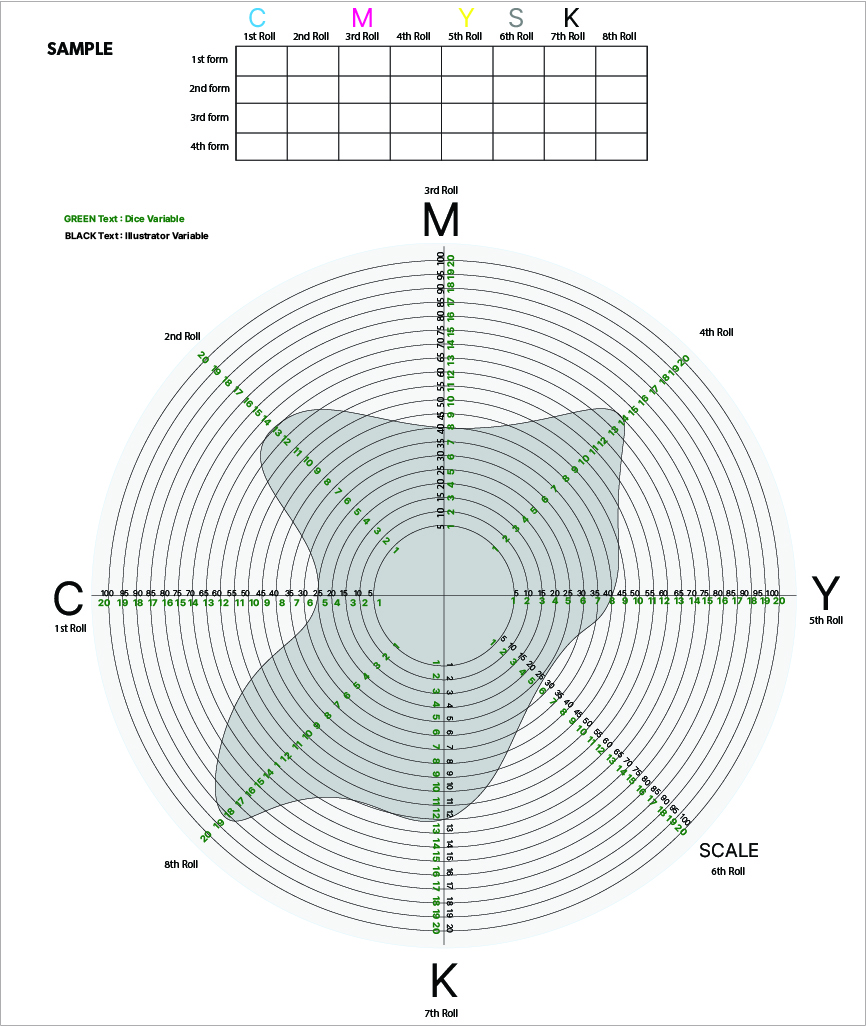 C M Y S K
1st Roll 2nd Roll 3rd Roll 4th Roll 5th Roll 6th Roll 7th Roll 8th Roll
SAMPLE
1st form
2nd form
3rd form
4th form
3rd Roll
M
GREEN Text : Dice Variable
BLACK Text : Illustrator Variable
100 95 90 85 80 75 70 65 60 55 50 45 40 35 30 25 20 15 10 5
20 19 18 17 16 15 14 13 12 11 10 9 8 7 6 5 4 3 2 1
2nd Roll
20 19 18 17 16 15 14 13 12 11 10 9 8 7 6 5 4 3 2 1
4th Roll
20 19 18 17 16 15 14 13 12 11 10 9 8 7 6 5 4 3 2 1
C
1st Roll
100 95 90 85 80 75 70 65 60 55 50 45 40 35 30 25 20 15 10 5
20 19 18 17 16 15 14 13 12 11 10 9 8 7 6 5 4 3 2 1
5 10 15 20 25 30 35 40 45 50 55 60 65 70 75 80 85 90 95 100
1 2 3 4 5 6 7 8 9 10 11 12 13 14 15 16 17 18 19 20
Y
5th Roll
1 2 3 4 5 6 7 8 9 10 11 12 1 14 15 16 17 18 19 20
8th Roll
1 2 3 4 5 6 7 8 9 10 11 12 13 14 15 16 17 18 19 20
1 2 3 4 5 6 7 8 9 10 11 12 13 14 15 16 17 18 19 20
5 10 15 20 25 30 35 40 45 50 55 60 65 70 75 80 85 90 95 100
1 2 3 4 5 6 7 8 9 10 11 12 13 14 15 16 17 18 19 20
SCALE
6th Roll
K
7th Roll